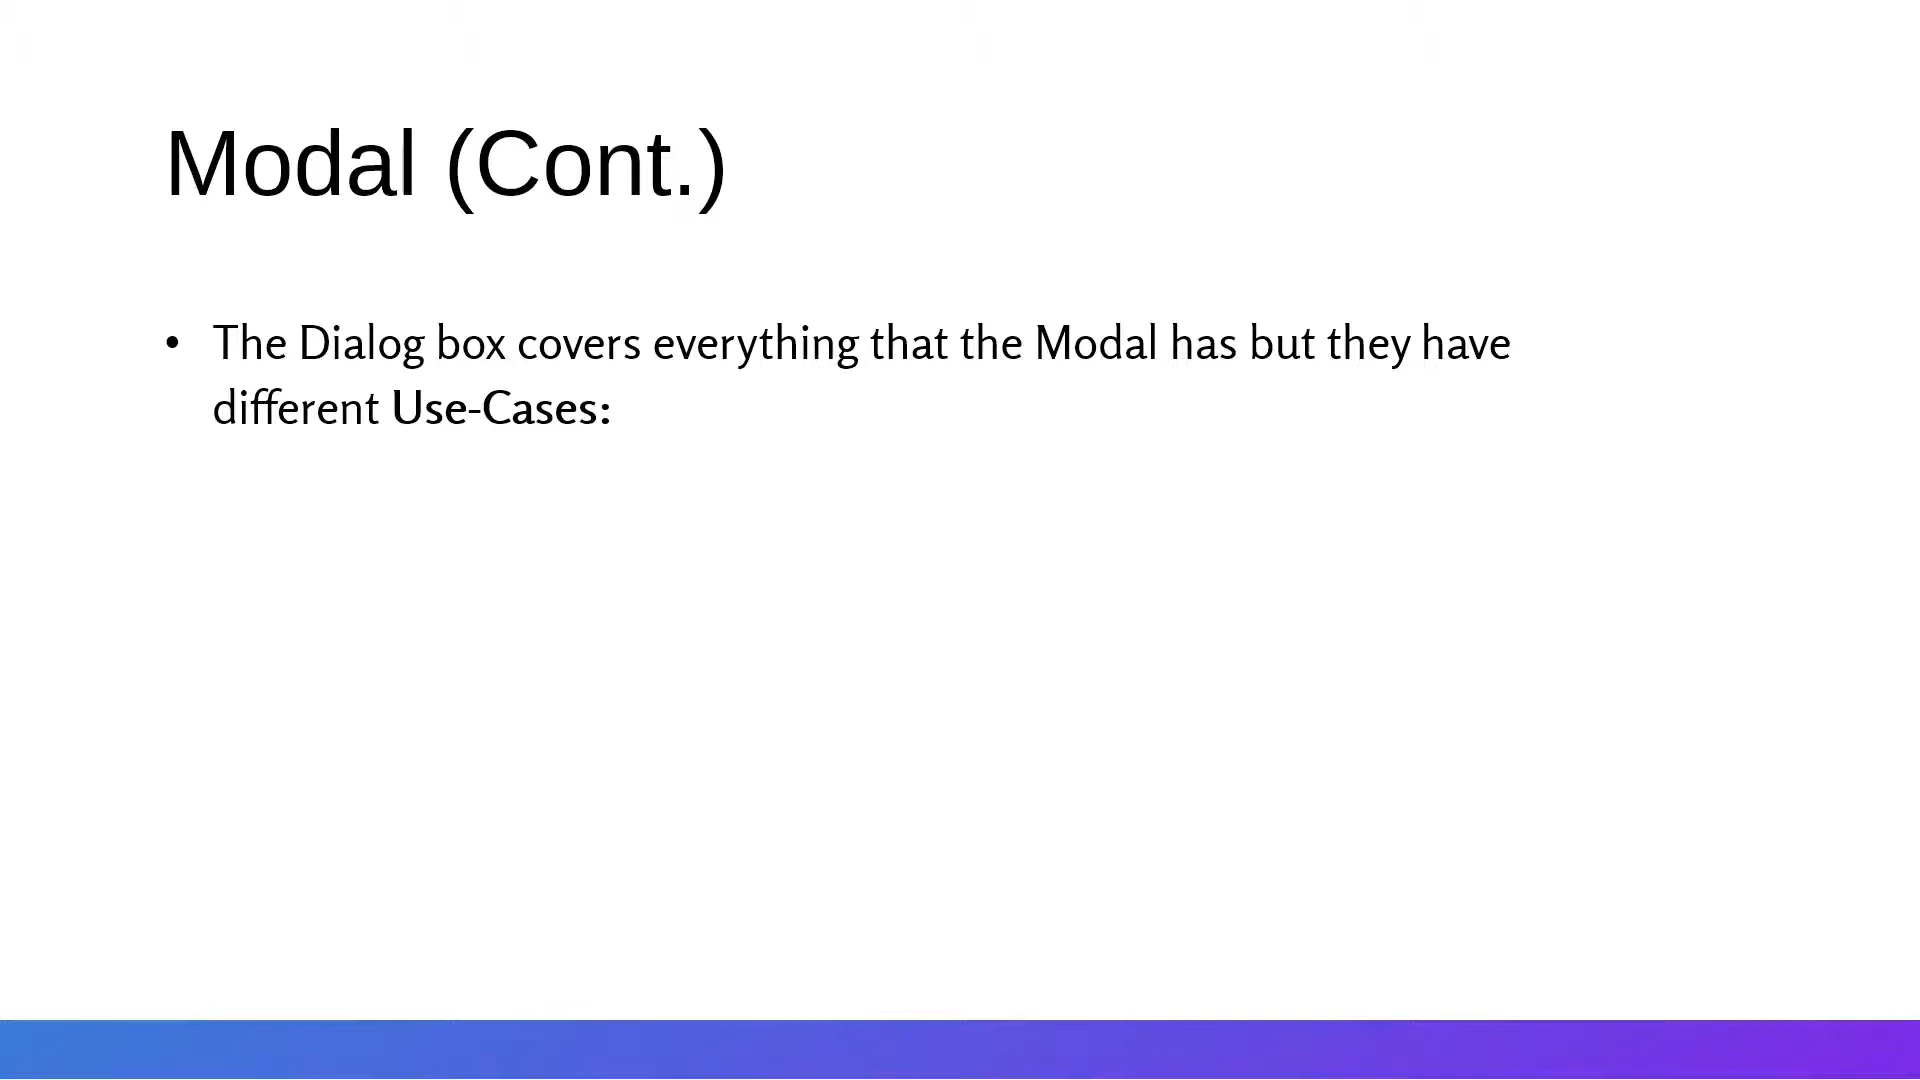 Modal (Cont.)
• The Dialog box covers everything that the Modal has but they have
different Use-Cases: